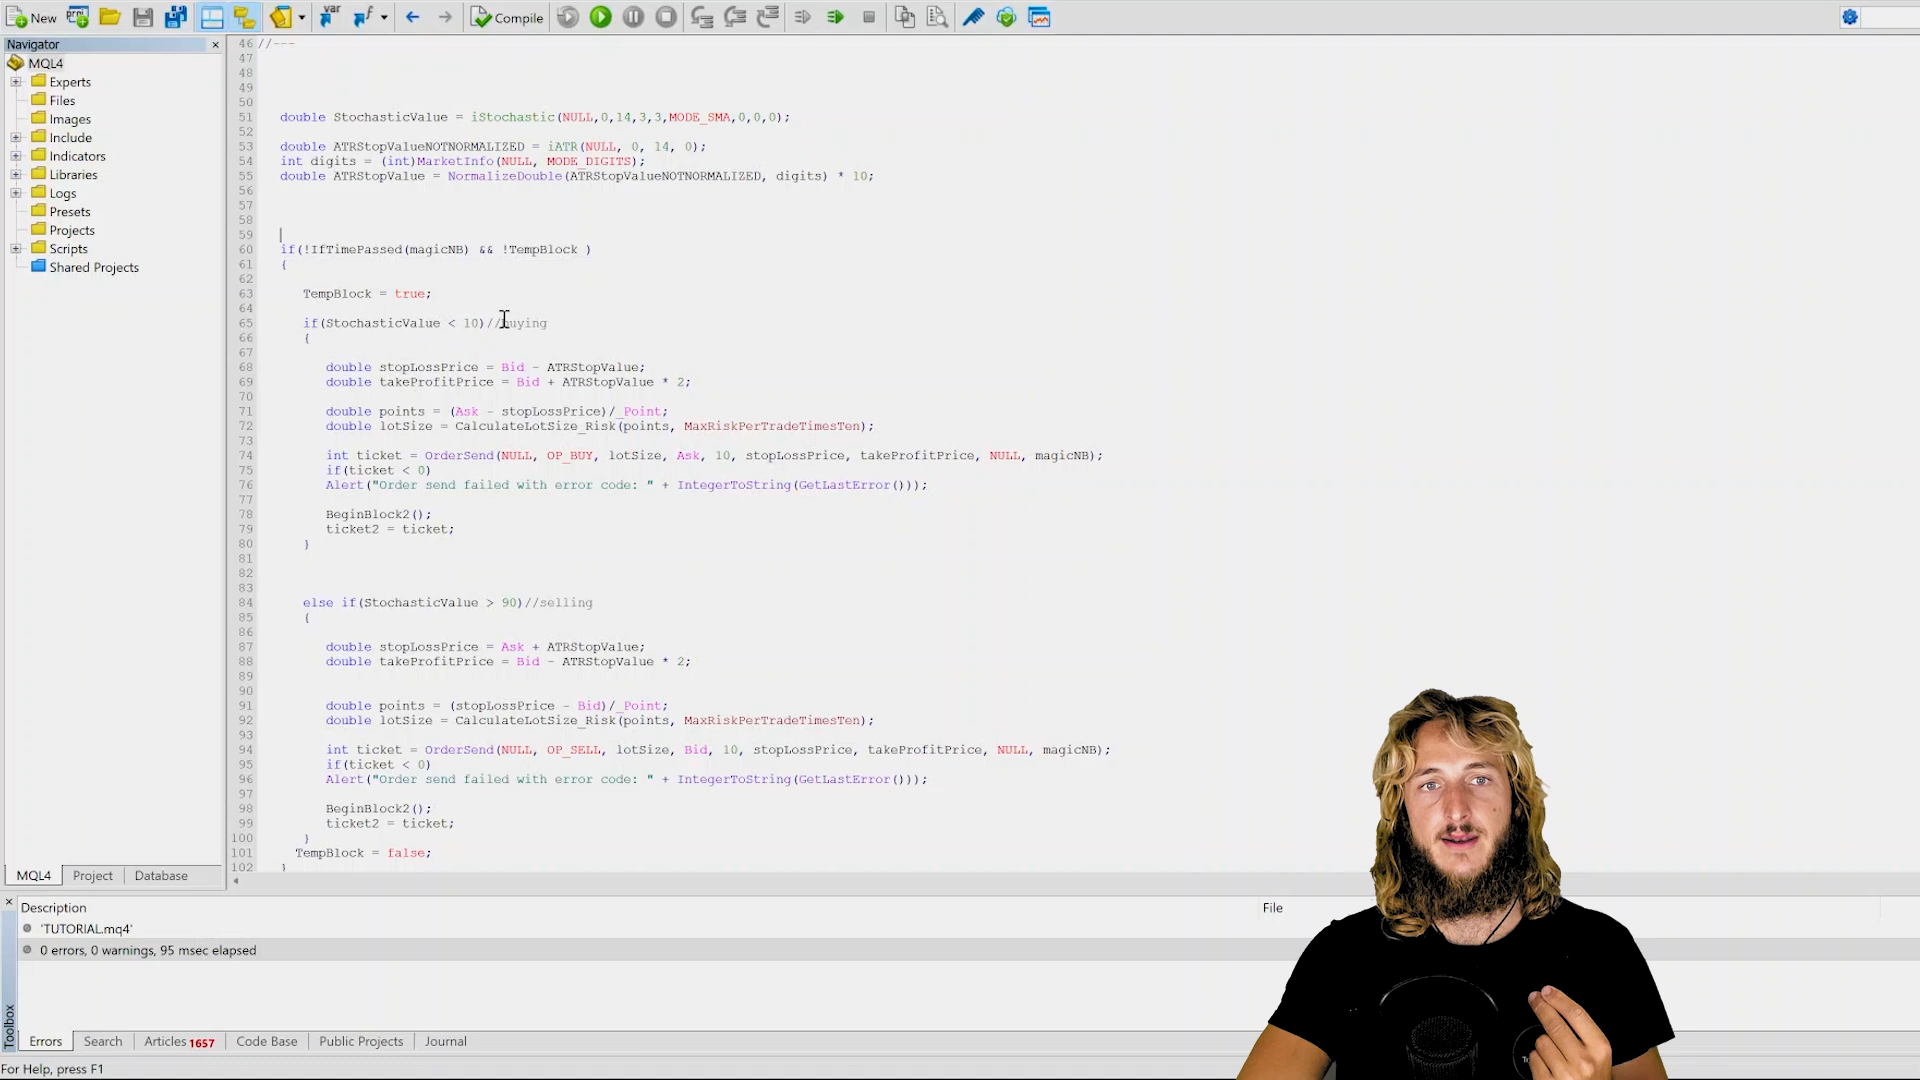 New
var
f
Compile
Navigator
MQL4
Experts
Files
Images
Include
Indicators
Libraries
Logs
Presets
Projects
Scripts
Shared Projects
MQL4 Project Database
46 //---
47
48
49
50
51 double StochasticValue = iStochastic(NULL,0,14,3,3,MODE_SMA,0,0,0);
52
53 double ATRStopValueNOTNORMALIZED = iATR(NULL, 0, 14, 0);
54 int digits = (int)MarketInfo(NULL, MODE_DIGITS);
55 double ATRStopValue = NormalizeDouble(ATRStopValueNOTNORMALIZED, digits) * 10;
56
57
58
59
60 if(!IfTimePassed(magicNB) && !TempBlock )
61 {
62
63 TempBlock = true;
64
65 if(StochasticValue < 10)//buying
66 {
67
68 double stopLossPrice = Bid - ATRStopValue;
69 double takeProfitPrice = Bid + ATRStopValue * 2;
70
71 double points = (Ask - stopLossPrice)/_Point;
72 double lotSize = CalculateLotSize_Risk(points, MaxRiskPerTradeTimesTen);
73
74 int ticket = OrderSend(NULL, OP_BUY, lotSize, Ask, 10, stopLossPrice, takeProfitPrice, NULL, magicNB);
75 if(ticket < 0)
76 Alert("Order send failed with error code: " + IntegerToString(GetLastError()));
77
78 BeginBlock2();
79 ticket2 = ticket;
80 }
81
82
83
84 else if(StochasticValue > 90)//selling
85 {
86
87 double stopLossPrice = Ask + ATRStopValue;
88 double takeProfitPrice = Bid - ATRStopValue * 2;
89
90
91 double points = (stopLossPrice - Bid)/_Point;
92 double lotSize = CalculateLotSize_Risk(points, MaxRiskPerTradeTimesTen);
93
94 int ticket = OrderSend(NULL, OP_SELL, lotSize, Bid, 10, stopLossPrice, takeProfitPrice, NULL, magicNB);
95 if(ticket < 0)
96 Alert("Order send failed with error code: " + IntegerToString(GetLastError()));
97
98 BeginBlock2();
99 ticket2 = ticket;
100 }
101 TempBlock = false;
102 }
Description File
'TUTORIAL.mq4'
0 errors, 0 warnings, 95 msec elapsed
Toolbox
Errors Search Articles 1657 Code Base Public Projects Journal
For Help, press F1